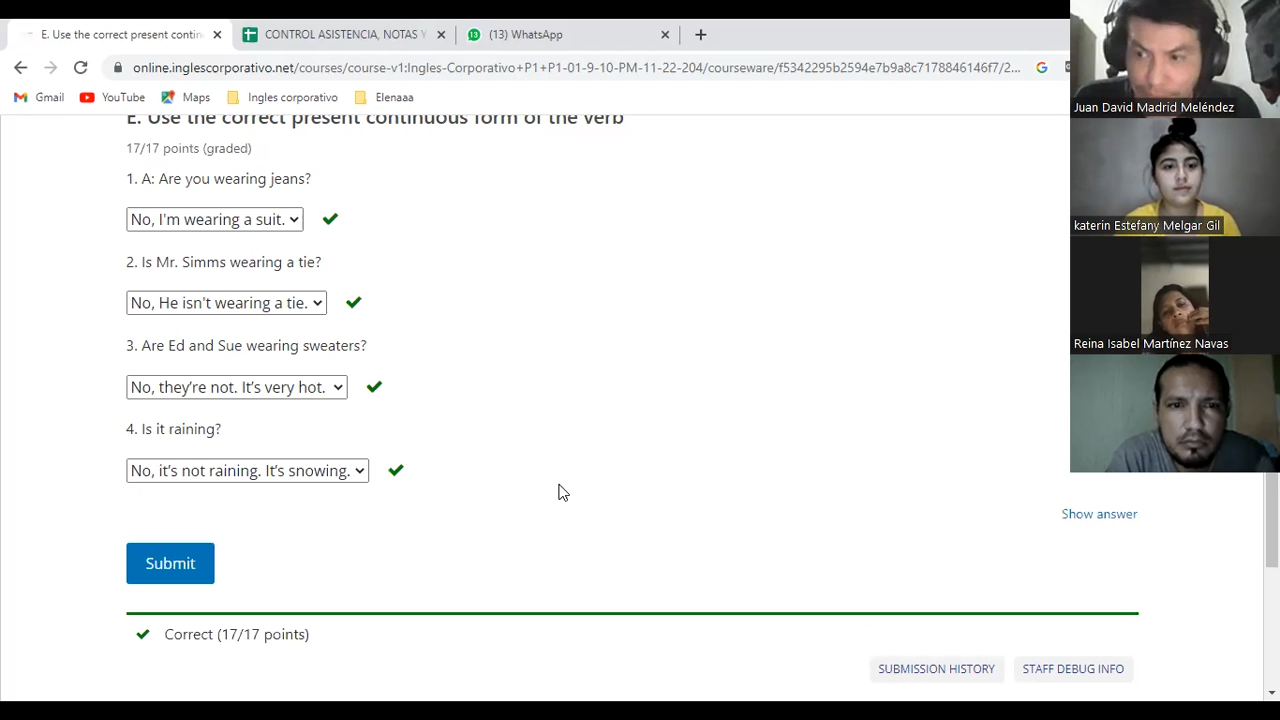 E. Use the correct present contin
CONTROL ASISTENCIA, NOTAS Y
(13) WhatsApp
online.inglescorporativo.net/courses/course-v1:Ingles-Corporativo+P1+P1-01-9-10-PM-11-22-204/courseware/f5342295b2594e7b9a8c7178846146f7/2...
Gmail
YouTube
Maps
Ingles corporativo
Elenaaa
E. Use the correct present continuous form of the verb
17/17 points (graded)
1. A: Are you wearing jeans?
No, I'm wearing a suit.
2. Is Mr. Simms wearing a tie?
No, He isn't wearing a tie.
3. Are Ed and Sue wearing sweaters?
No, they're not. It's very hot.
4. Is it raining?
No, it's not raining. It's snowing.
Show answer
Submit
Correct (17/17 points)
SUBMISSION HISTORY
STAFF DEBUG INFO
Juan David Madrid Meléndez
katerin Estefany Melgar Gil
Reina Isabel Martínez Navas